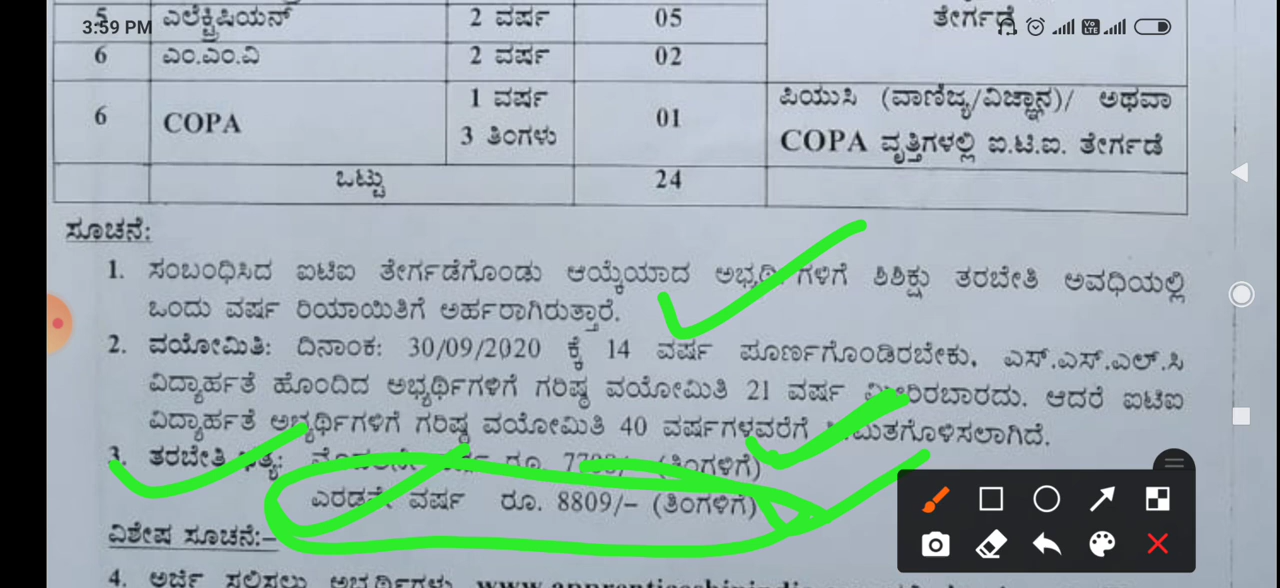 5 ಎಲೆಕ್ಟ್ರಿಷಿಯನ್ 2 ವರ್ಷ 05 ತೇರ್ಗಡೆ
3:59 PM
6 ಎಂ.ಎಂ.ವಿ 2 ವರ್ಷ 02
6 COPA 1 ವರ್ಷ 3 ತಿಂಗಳು 01 ಪಿಯುಸಿ (ವಾಣಿಜ್ಯ/ವಿಜ್ಞಾನ)/ ಅಥವಾ
COPA ವೃತ್ತಿಗಳಲ್ಲಿ ಐ.ಟಿ.ಐ. ತೇರ್ಗಡೆ
ಒಟ್ಟು 24
ಸೂಚನೆ:
1. ಸಂಬಂಧಿಸಿದ ಐಟಿಐ ತೇರ್ಗಡೆಗೊಂಡು ಆಯ್ಕೆಯಾದ ಅಭ್ಯರ್ಥಿಗಳಿಗೆ ಶಿಶಿಕ್ಷು ತರಬೇತಿ ಅವಧಿಯಲ್ಲಿ
ಒಂದು ವರ್ಷ ರಿಯಾಯಿತಿಗೆ ಅರ್ಹರಾಗಿರುತ್ತಾರೆ.
2. ವಯೋಮಿತಿ: ದಿನಾಂಕ: 30/09/2020 ಕ್ಕೆ 14 ವರ್ಷ ಪೂರ್ಣಗೊಂಡಿರಬೇಕು. ಎಸ್.ಎಸ್.ಎಲ್.ಸಿ
ವಿದ್ಯಾರ್ಹತೆ ಹೊಂದಿದ ಅಭ್ಯರ್ಥಿಗಳಿಗೆ ಗರಿಷ್ಠ ವಯೋಮಿತಿ 21 ವರ್ಷ ಮೀರಿರಬಾರದು. ಆದರೆ ಐಟಿಐ
ವಿದ್ಯಾರ್ಹತೆ ಅಭ್ಯರ್ಥಿಗಳಿಗೆ ಗರಿಷ್ಠ ವಯೋಮಿತಿ 40 ವರ್ಷಗಳವರೆಗೆ ಸೀಮಿತಗೊಳಿಸಲಾಗಿದೆ.
3. ತರಬೇತಿ ಭತ್ಯೆ: ಮೊದಲನೇ ವರ್ಷ ರೂ. (ತಿಂಗಳಿಗೆ)
ಎರಡನೇ ವರ್ಷ ರೂ. 8809/– (ತಿಂಗಳಿಗೆ)
ವಿಶೇಷ ಸೂಚನೆ:–
4. ಅರ್ಜಿ ಸಲ್ಲಿಸಲು ಅಭ್ಯರ್ಥಿಗಳು